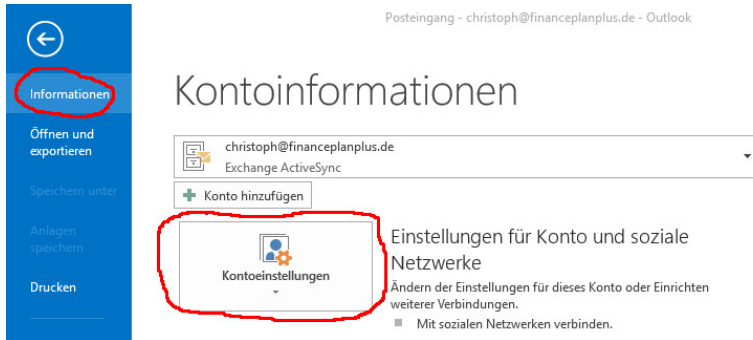 Posteingang - christoph@financeplanplus.de - Outlook
Informationen
Öffnen und
exportieren
Speichern unter
Anlagen
speichern
Drucken
Kontoinformationen
christoph@financeplanplus.de
Exchange ActiveSync
Konto hinzufügen
Kontoeinstellungen
Einstellungen für Konto und soziale
Netzwerke
Ändern der Einstellungen für dieses Konto oder Einrichten
weiterer Verbindungen.
Mit sozialen Netzwerken verbinden.